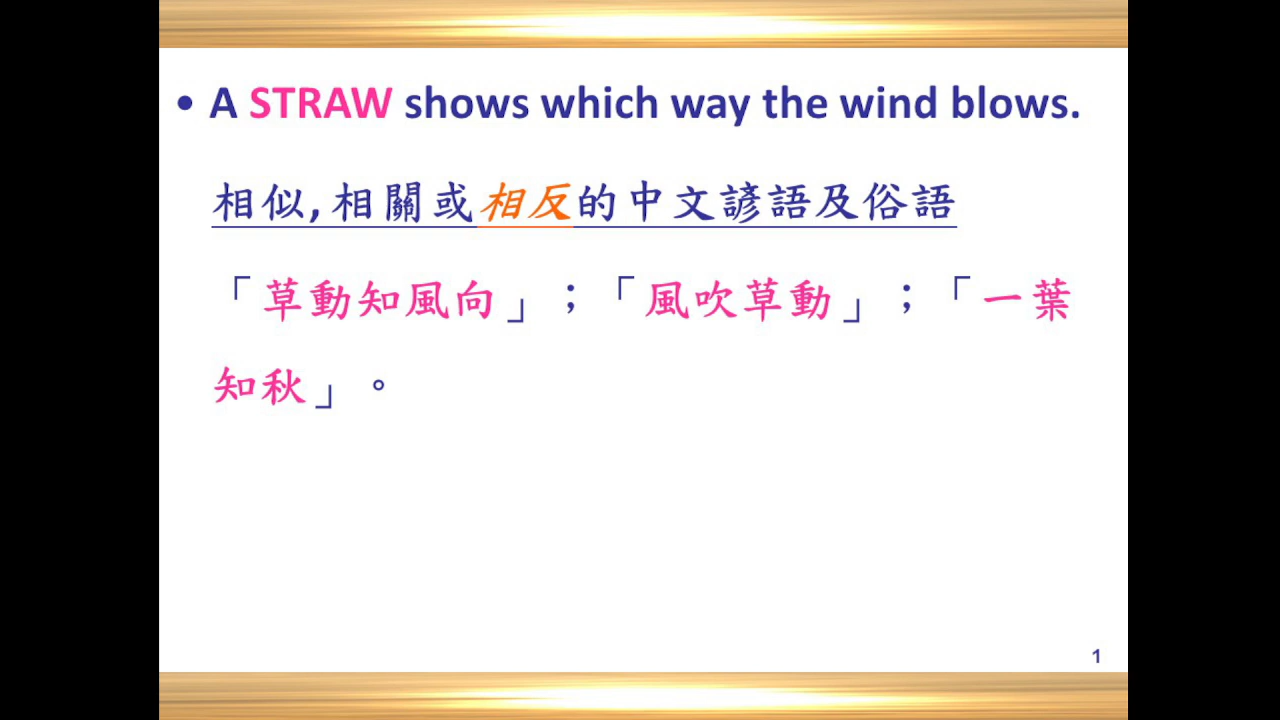 • A STRAW shows which way the wind blows.
相似,相關或相反的中文諺語及俗語
「草動知風向」；「風吹草動」；「一葉
知秋」。
1